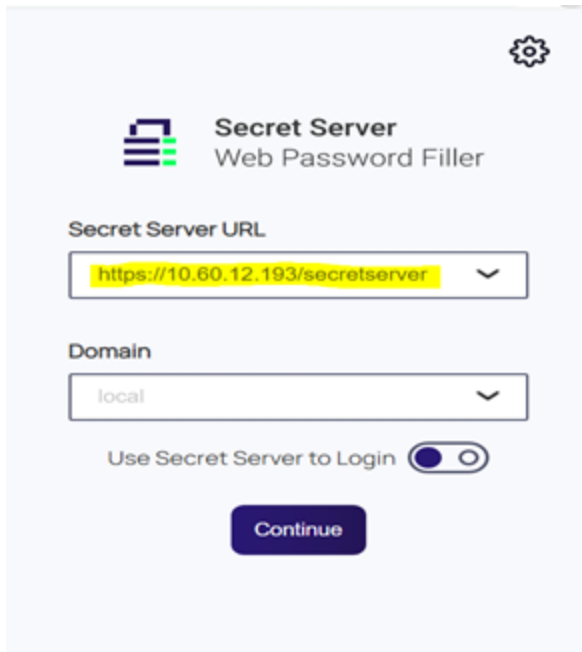 Secret Server
Web Password Filler
Secret Server URL
https://10.60.12.193/secretserver
Domain
local
Use Secret Server to Login
Continue